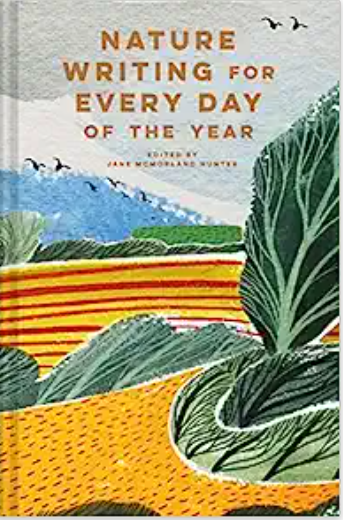 NATURE
WRITING FOR
EVERY DAY
OF THE YEAR
EDITED BY
JANE MCMORLAND HUNTER